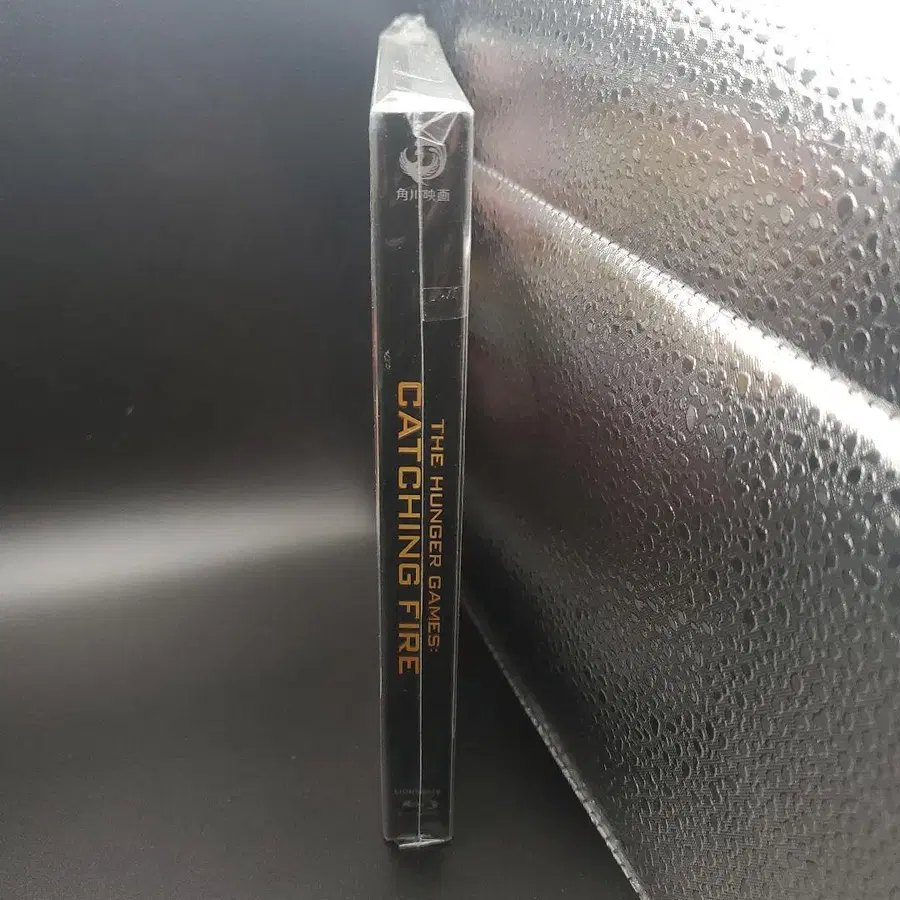 角川映画
THE HUNGER GAMES:
CATCHING FIRE